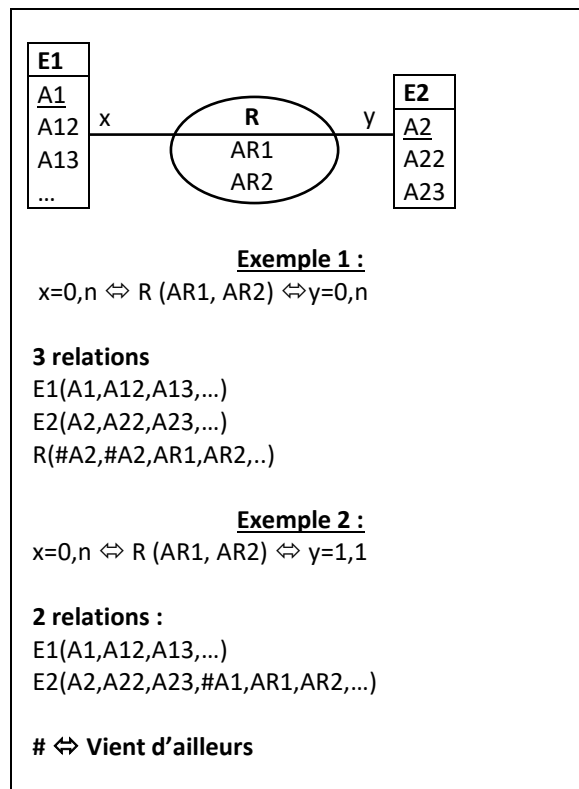 E1
A1
A12
A13
...
x
R
AR1
AR2
y
E2
A2
A22
A23
Exemple 1 :
x=0,n ⬄ R (AR1, AR2) ⬄y=0,n
3 relations
E1(A1,A12,A13,...)
E2(A2,A22,A23,...)
R(#A2,#A2,AR1,AR2,..)
Exemple 2 :
x=0,n ⬄ R (AR1, AR2) ⬄ y=1,1
2 relations :
E1(A1,A12,A13,...)
E2(A2,A22,A23,#A1,AR1,AR2,...)
# ⬄ Vient d’ailleurs